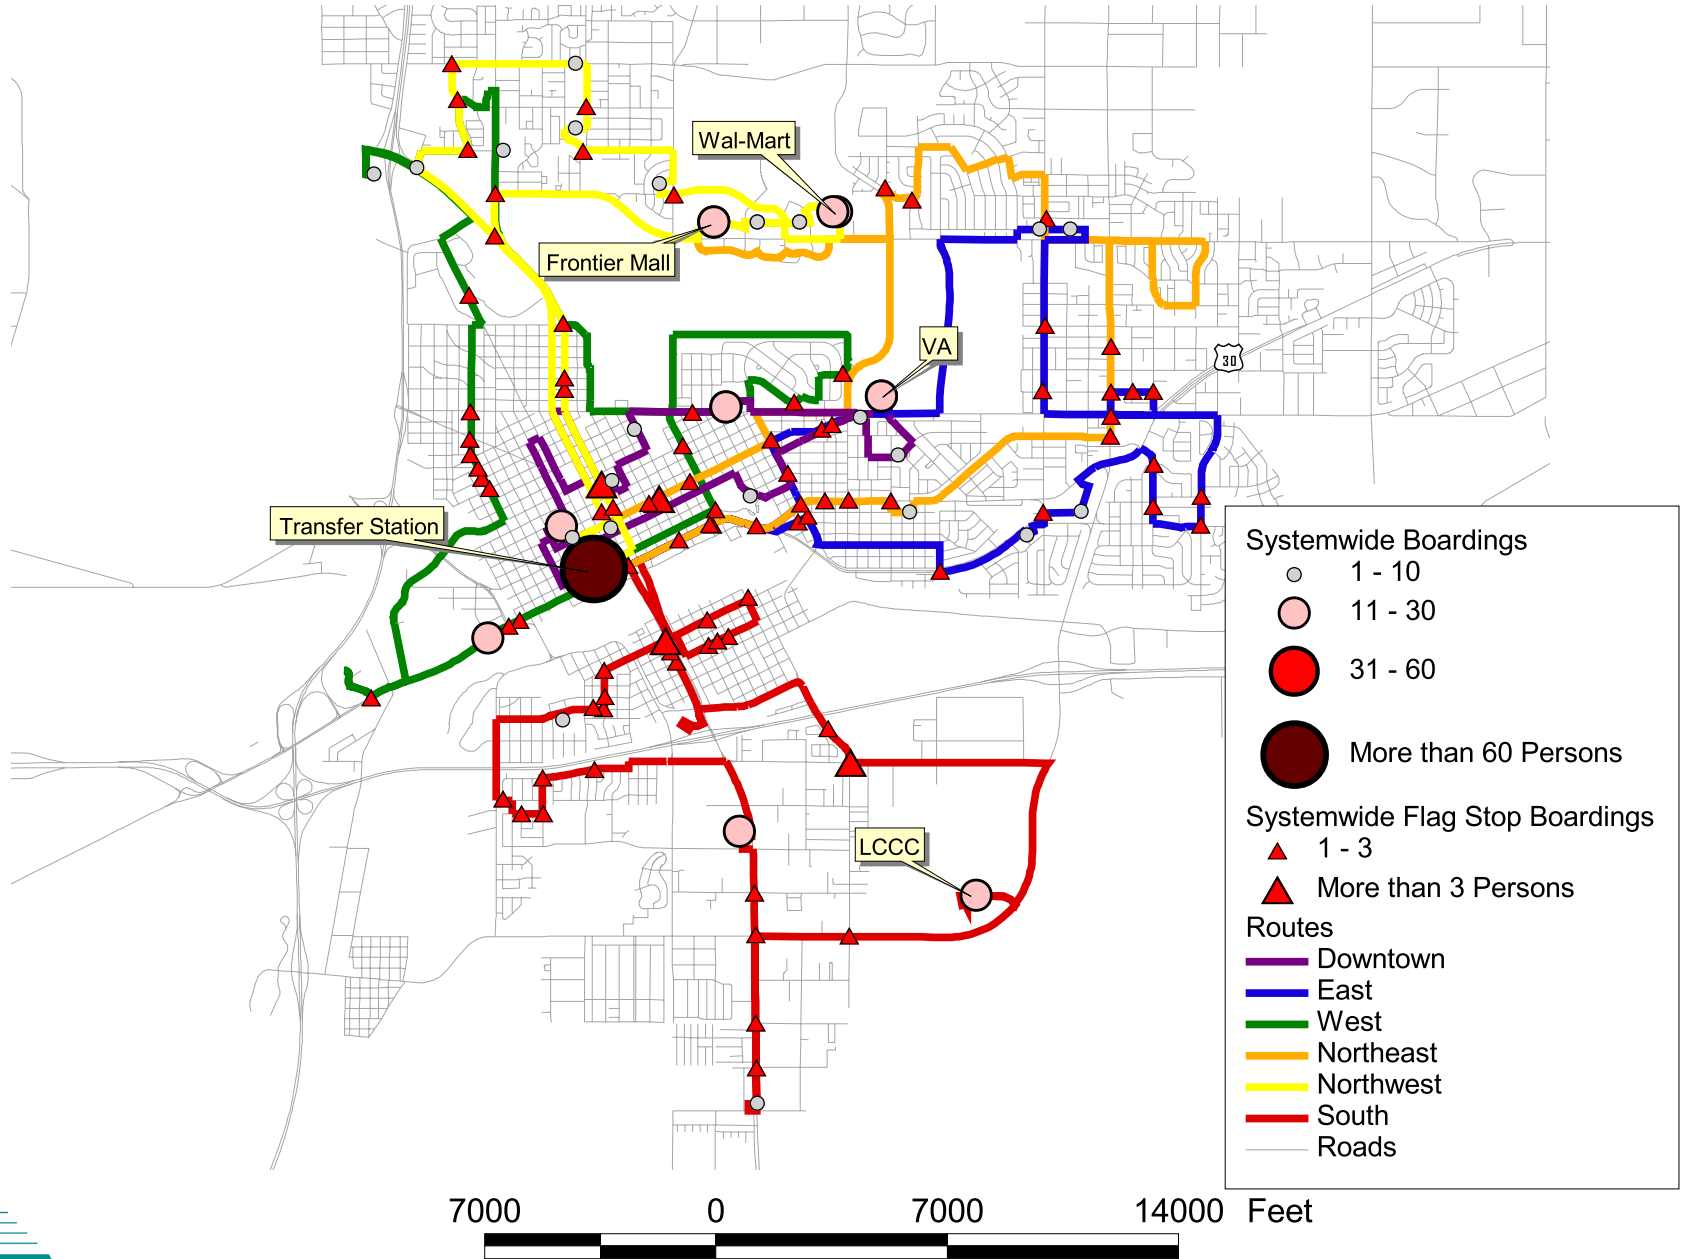 Wal-Mart
Frontier Mall
VA
30
Transfer Station
LCCC
Systemwide Boardings
1 - 10
11 - 30
31 - 60
More than 60 Persons
Systemwide Flag Stop Boardings
1 - 3
More than 3 Persons
Routes
Downtown
East
West
Northeast
Northwest
South
Roads
7000 0 7000 14000 Feet